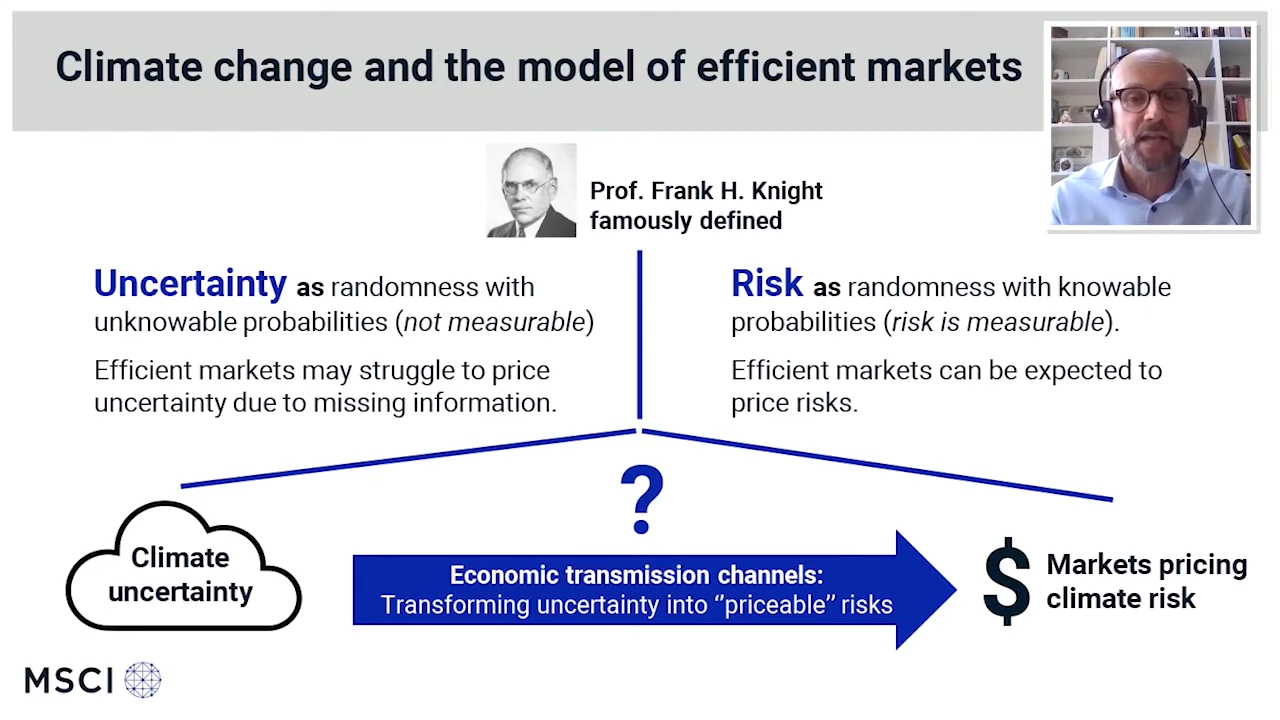 Climate change and the model of efficient markets
Prof. Frank H. Knight
famously defined
Uncertainty as randomness with
unknowable probabilities (not measurable)
Efficient markets may struggle to price
uncertainty due to missing information.
Risk as randomness with knowable
probabilities (risk is measurable).
Efficient markets can be expected to
price risks.
?
Climate
uncertainty
Economic transmission channels:
Transforming uncertainty into “priceable” risks
$
Markets pricing
climate risk
MSCI